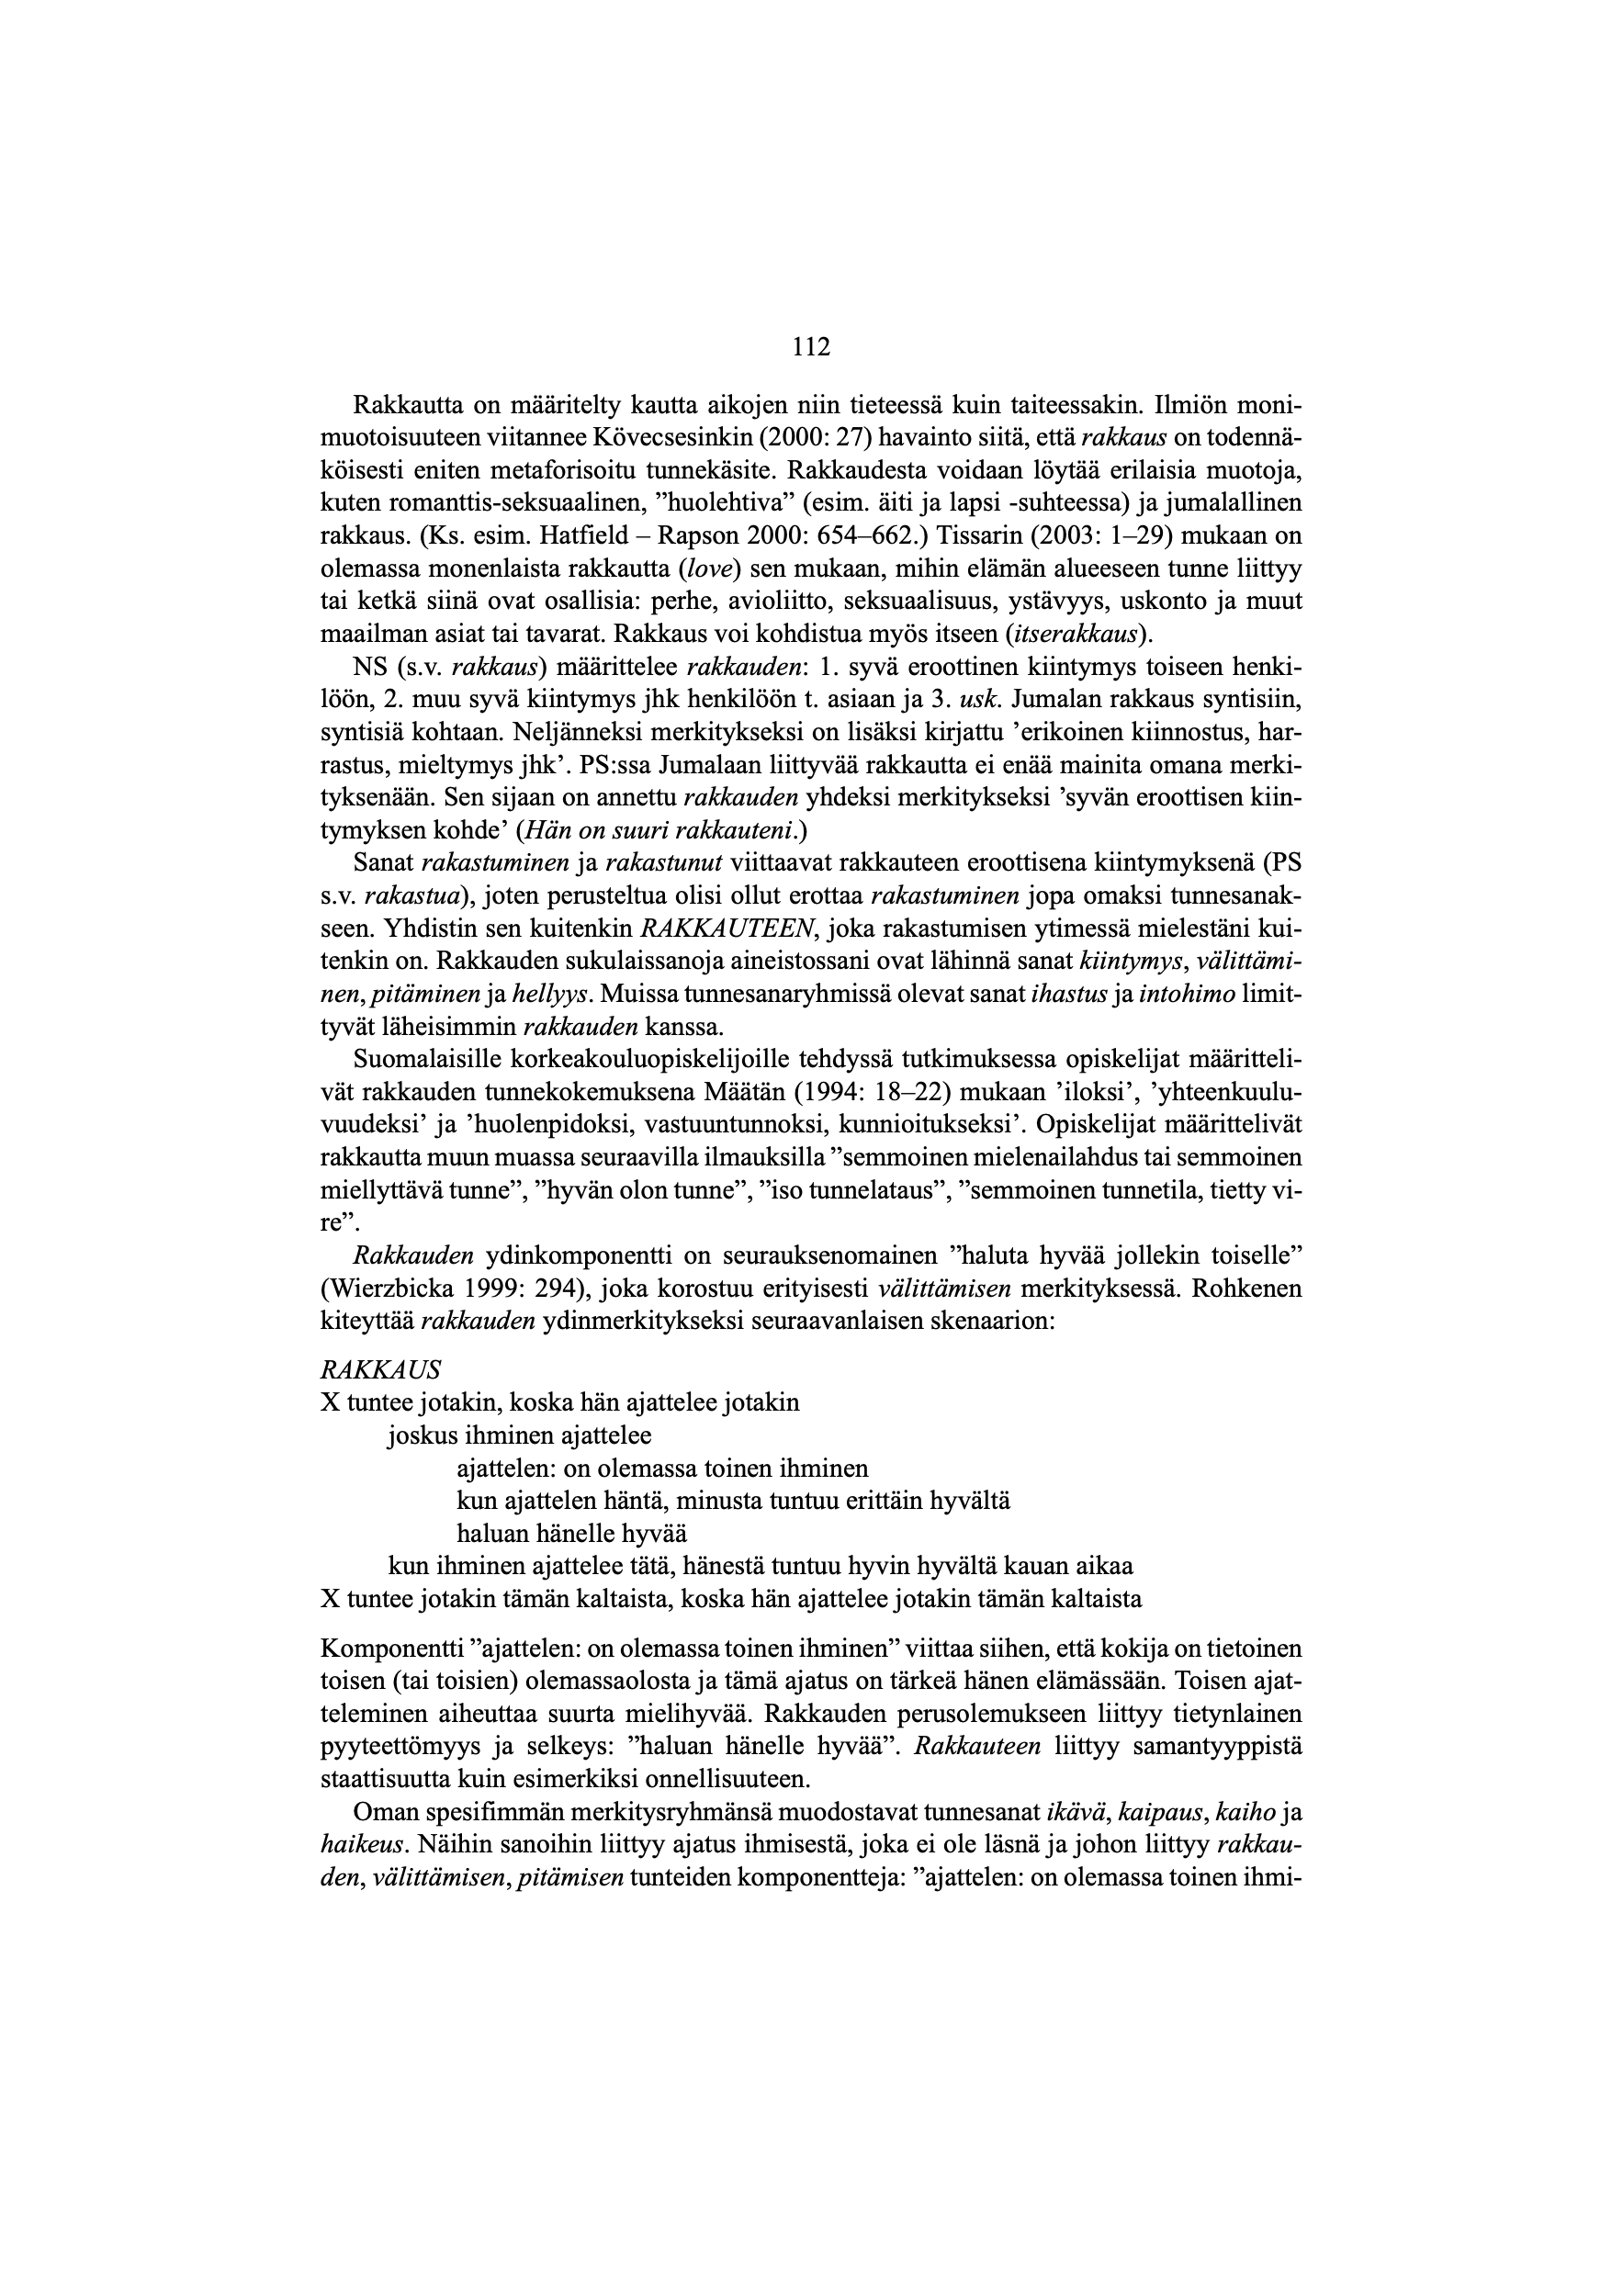 112
Rakkautta on määritelty kautta aikojen niin tieteessä kuin taiteessakin. Ilmiön moni-
muotoisuuteen viitannee Kövecsesinkin (2000: 27) havainto siitä, että rakkaus on todennä-
köisesti eniten metaforisoitu tunnekäsite. Rakkaudesta voidaan löytää erilaisia muotoja,
kuten romanttis-seksuaalinen, ”huolehtiva” (esim. äiti ja lapsi -suhteessa) ja jumalallinen
rakkaus. (Ks. esim. Hatfield – Rapson 2000: 654–662.) Tissarin (2003: 1–29) mukaan on
olemassa monenlaista rakkautta (love) sen mukaan, mihin elämän alueeseen tunne liittyy
tai ketkä siinä ovat osallisia: perhe, avioliitto, seksuaalisuus, ystävyys, uskonto ja muut
maailman asiat tai tavarat. Rakkaus voi kohdistua myös itseen (itserakkaus).
NS (s.v. rakkaus) määrittelee rakkauden: 1. syvä eroottinen kiintymys toiseen henki-
löön, 2. muu syvä kiintymys jhk henkilöön t. asiaan ja 3. usk. Jumalan rakkaus syntisiin,
syntisiä kohtaan. Neljänneksi merkitykseksi on lisäksi kirjattu ’erikoinen kiinnostus, har-
rastus, mieltymys jhk’. PS:ssa Jumalaan liittyvää rakkautta ei enää mainita omana merki-
tyksenään. Sen sijaan on annettu rakkauden yhdeksi merkitykseksi ’syvän eroottisen kiin-
tymyksen kohde’ (Hän on suuri rakkauteni.)
Sanat rakastuminen ja rakastunut viittaavat rakkauteen eroottisena kiintymyksenä (PS
s.v. rakastua), joten perusteltua olisi ollut erottaa rakastuminen jopa omaksi tunnesanak-
seen. Yhdistin sen kuitenkin RAKKAUTEEN, joka rakastumisen ytimessä mielestäni kui-
tenkin on. Rakkauden sukulaissanoja aineistossani ovat lähinnä sanat kiintymys, välittämi-
nen, pitäminen ja hellyys. Muissa tunnesanaryhmissä olevat sanat ihastus ja intohimo limit-
tyvät läheisimmin rakkauden kanssa.
Suomalaisille korkeakouluopiskelijoille tehdyssä tutkimuksessa opiskelijat määritteli-
vät rakkauden tunnekokemuksena Määtän (1994: 18–22) mukaan ’iloksi’, ’yhteenkuulu-
vuudeksi’ ja ’huolenpidoksi, vastuuntunnoksi, kunnioitukseksi’. Opiskelijat määrittelivät
rakkautta muun muassa seuraavilla ilmauksilla ”semmoinen mielenailahdus tai semmoinen
miellyttävä tunne”, ”hyvän olon tunne”, ”iso tunnelataus”, ”semmoinen tunnetila, tietty vi-
re”.
Rakkauden ydinkomponentti on seurauksenomainen ”haluta hyvää jollekin toiselle”
(Wierzbicka 1999: 294), joka korostuu erityisesti välittämisen merkityksessä. Rohkenen
kiteyttää rakkauden ydinmerkitykseksi seuraavanlaisen skenaarion:
RAKKAUS
X tuntee jotakin, koska hän ajattelee jotakin
joskus ihminen ajattelee
ajattelen: on olemassa toinen ihminen
kun ajattelen häntä, minusta tuntuu erittäin hyvältä
haluan hänelle hyvää
kun ihminen ajattelee tätä, hänestä tuntuu hyvin hyvältä kauan aikaa
X tuntee jotakin tämän kaltaista, koska hän ajattelee jotakin tämän kaltaista
Komponentti ”ajattelen: on olemassa toinen ihminen” viittaa siihen, että kokija on tietoinen
toisen (tai toisien) olemassaolosta ja tämä ajatus on tärkeä hänen elämässään. Toisen ajat-
teleminen aiheuttaa suurta mielihyvää. Rakkauden perusolemukseen liittyy tietynlainen
pyyteettömyys ja selkeys: ”haluan hänelle hyvää”. Rakkauteen liittyy samantyyppistä
staattisuutta kuin esimerkiksi onnellisuuteen.
Oman spesifimmän merkitysryhmänsä muodostavat tunnesanat ikävä, kaipaus, kaiho ja
haikeus. Näihin sanoihin liittyy ajatus ihmisestä, joka ei ole läsnä ja johon liittyy rakkau-
den, välittämisen, pitämisen tunteiden komponentteja: ”ajattelen: on olemassa toinen ihmi-